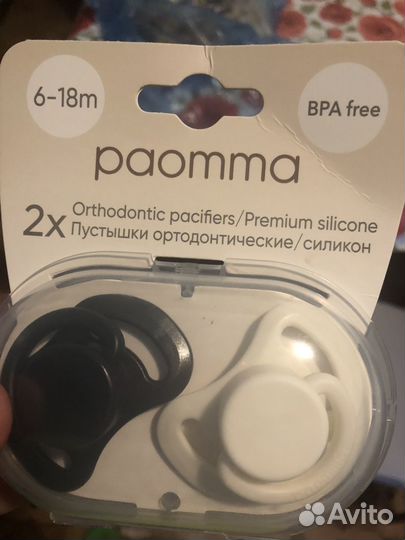 6-18m
BPA free
paomma
2x
Orthodontic pacifiers/Premium silicone
Пустышки ортодонтические/силикон
Avito